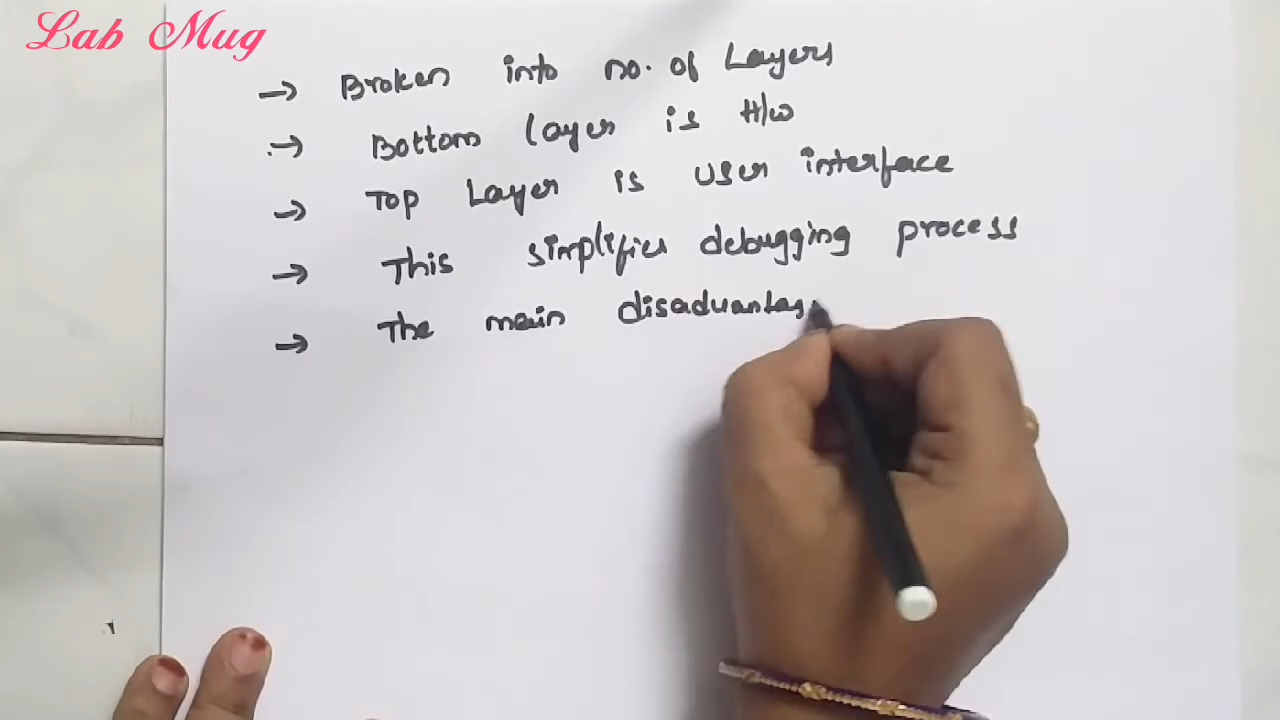 Lab Mug
→ Broken into no. of Layers
→ Bottom layer is H/w
→ Top Layer is user interface
→ This simplifies debugging process
→ The main disadvantag